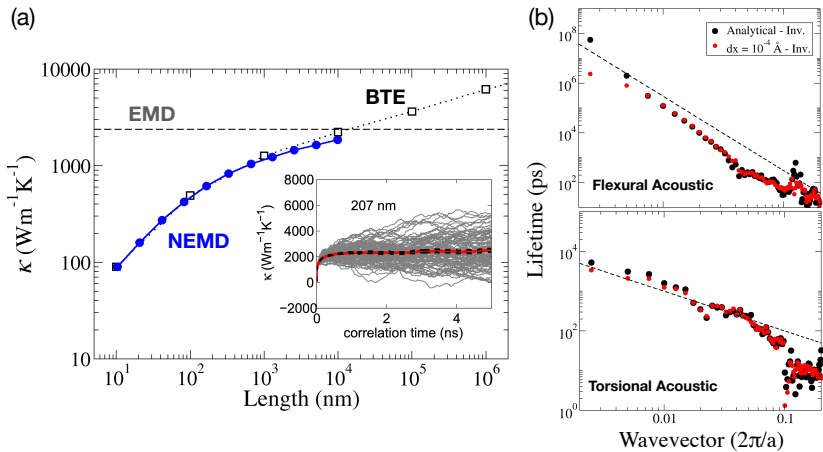 (a)
κ (Wm⁻¹K⁻¹)
10000
1000
100
10
EMD
BTE
NEMD
10¹
10²
10³
10⁴
10⁵
10⁶
Length (nm)
207 nm
κ (Wm⁻¹K⁻¹)
8000
6000
4000
2000
0
−2000
0
2
4
correlation time (ns)
(b)
Lifetime (ps)
10⁸
10⁶
10⁴
10²
Analytical - Inv.
dx = 10⁻⁴ Å - Inv.
Flexural Acoustic
10⁴
10²
10⁰
Torsional Acoustic
0.01
0.1
Wavevector (2π/a)